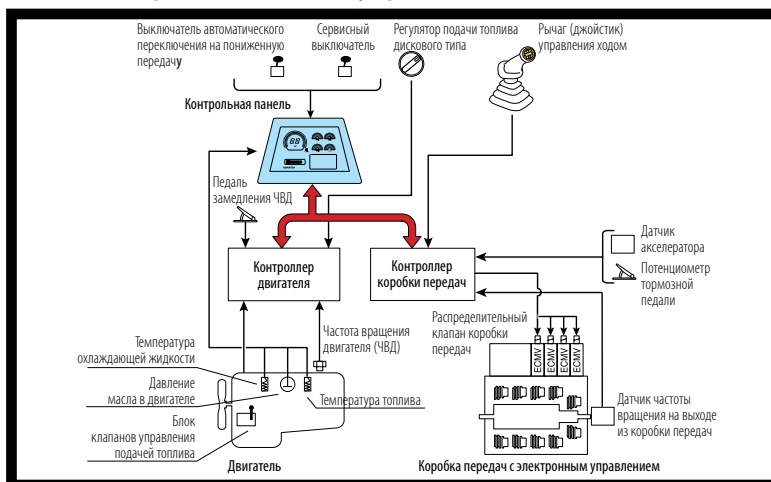 Выключатель автоматического
переключения на пониженную
передачу
Сервисный
выключатель
Регулятор подачи топлива
дискового типа
Рычаг (джойстик)
управления ходом
Контрольная панель
Педаль
замедления ЧВД
Контроллер
двигателя
Контроллер
коробки передач
Датчик
акселератора
Потенциометр
тормозной
педали
Частота вращения
двигателя (ЧВД)
Распределительный
клапан коробки
передач
ECMV
ECMV
ECMV
ECMV
Температура
охлаждающей жидкости
Давление
масла в двигателе
Температура топлива
Блок
клапанов управления
подачей топлива
Датчик частоты
вращения на выходе
из коробки передач
Двигатель
Коробка передач с электронным управлением